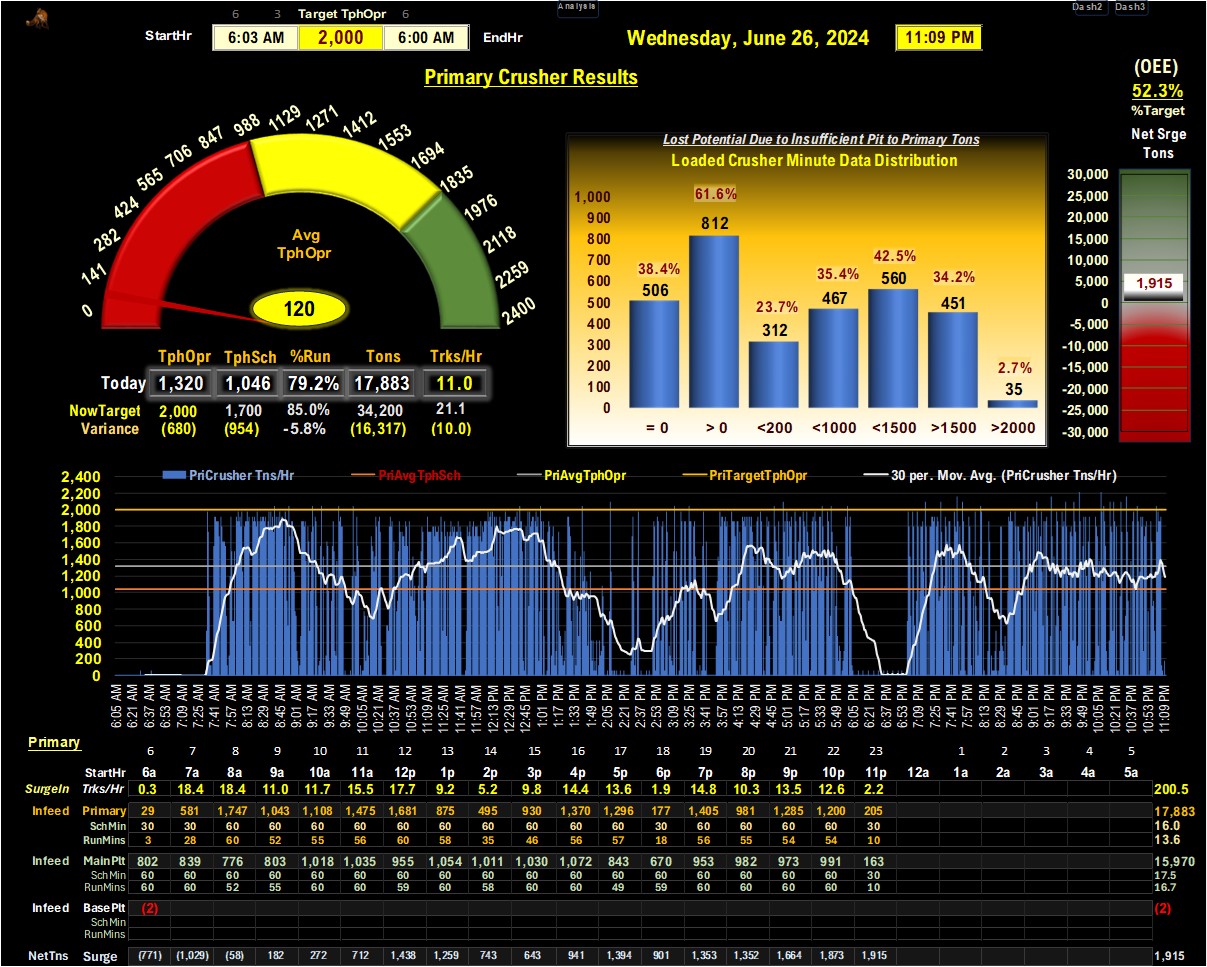 Analysis Dash2 Dash3
6 3 Target TphOpr 6
StartHr 6:03 AM 2,000 6:00 AM EndHr Wednesday, June 26, 2024 11:09 PM
Primary Crusher Results
(OEE)
52.3%
%Target
Net Srge
Tons
0 141 282 424 565 706 847 988 1129 1271 1412 1553 1694 1835 1976 2118 2259 2400
Avg
TphOpr
120
TphOpr TphSch %Run Tons Trks/Hr
Today 1,320 1,046 79.2% 17,883 11.0
NowTarget 2,000 1,700 85.0% 34,200 21.1
Variance (680) (954) -5.8% (16,317) (10.0)
Lost Potential Due to Insufficient Pit to Primary Tons
Loaded Crusher Minute Data Distribution
1,000
900
800
700
600
500
400
300
200
100
0
38.4% 61.6% 23.7% 35.4% 42.5% 34.2% 2.7%
506 812 312 467 560 451 35
= 0 > 0 <200 <1000 <1500 >1500 >2000
30,000
25,000
20,000
15,000
10,000
5,000
0
-5,000
-10,000
-15,000
-20,000
-25,000
-30,000
1,915
PriCrusher Tns/Hr PriAvgTphSch PriAvgTphOpr PriTargetTphOpr 30 per. Mov. Avg. (PriCrusher Tns/Hr)
2,400
2,200
2,000
1,800
1,600
1,400
1,200
1,000
800
600
400
200
0
6:05 AM 6:21 AM 6:37 AM 6:53 AM 7:09 AM 7:25 AM 7:41 AM 7:57 AM 8:13 AM 8:29 AM 8:45 AM 9:01 AM 9:17 AM 9:33 AM 9:49 AM 10:05 AM 10:21 AM 10:37 AM 10:53 AM 11:09 AM 11:25 AM 11:41 AM 11:57 AM 12:13 PM 12:29 PM 12:45 PM 1:01 PM 1:17 PM 1:33 PM 1:49 PM 2:05 PM 2:21 PM 2:37 PM 2:53 PM 3:09 PM 3:25 PM 3:41 PM 3:57 PM 4:13 PM 4:29 PM 4:45 PM 5:01 PM 5:17 PM 5:33 PM 5:49 PM 6:05 PM 6:21 PM 6:37 PM 6:53 PM 7:09 PM 7:25 PM 7:41 PM 7:57 PM 8:13 PM 8:29 PM 8:45 PM 9:01 PM 9:17 PM 9:33 PM 9:49 PM 10:05 PM 10:21 PM 10:37 PM 10:53 PM 11:09 PM
Primary 6 7 8 9 10 11 12 13 14 15 16 17 18 19 20 21 22 23 1 2 3 4 5
StartHr 6a 7a 8a 9a 10a 11a 12p 1p 2p 3p 4p 5p 6p 7p 8p 9p 10p 11p 12a 1a 2a 3a 4a 5a
SurgeIn Trks/Hr 0.3 18.4 18.4 11.0 11.7 15.5 17.7 9.2 5.2 9.8 14.4 13.6 1.9 14.8 10.3 13.5 12.6 2.2 200.5
Infeed Primary 29 581 1,747 1,043 1,108 1,475 1,681 875 495 930 1,370 1,296 177 1,405 981 1,285 1,200 205 17,883
SchMin 30 30 60 60 60 60 60 60 60 60 60 60 30 60 60 60 60 30 16.0
RunMins 3 28 60 52 55 56 60 58 35 46 56 57 18 56 55 54 54 10 13.6
Infeed MainPlt 802 839 776 803 1,018 1,035 955 1,054 1,011 1,030 1,072 843 670 953 982 973 991 163 15,970
SchMin 60 60 60 60 60 60 60 60 60 60 60 60 60 60 60 60 60 30 17.5
RunMins 60 60 52 55 60 60 59 60 58 60 60 49 59 60 60 60 60 10 16.7
Infeed BasePlt (2) (2)
SchMin
RunMins
NetTns Surge (771) (1,029) (58) 182 272 712 1,438 1,259 743 643 941 1,394 901 1,353 1,352 1,664 1,873 1,915 1,915